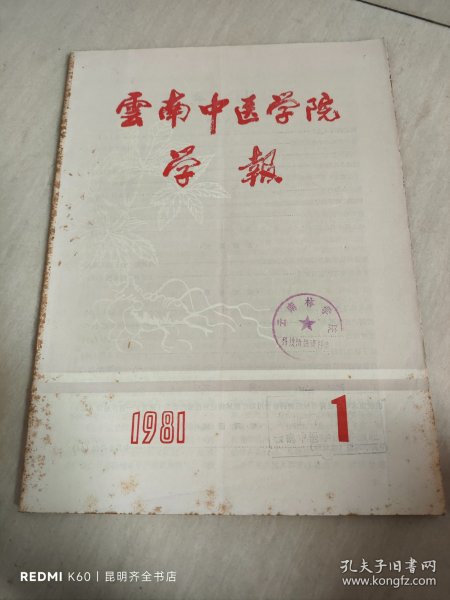 雲南中医学院
学報
1981
1
REDMI K60 | 昆明齐全书店
孔夫子旧书网
www.kongfz.com